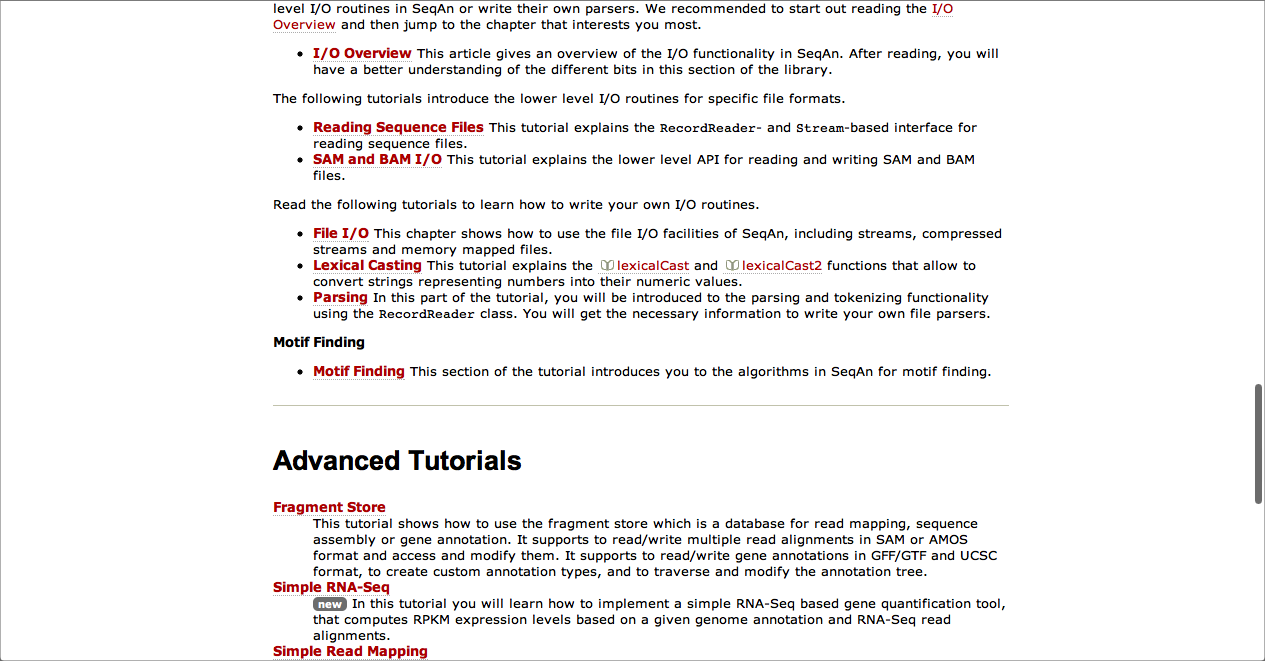 level I/O routines in SeqAn or write their own parsers. We recommended to start out reading the I/O
Overview and then jump to the chapter that interests you most.
• I/O Overview This article gives an overview of the I/O functionality in SeqAn. After reading, you will
have a better understanding of the different bits in this section of the library.
The following tutorials introduce the lower level I/O routines for specific file formats.
• Reading Sequence Files This tutorial explains the RecordReader- and Stream-based interface for
reading sequence files.
• SAM and BAM I/O This tutorial explains the lower level API for reading and writing SAM and BAM
files.
Read the following tutorials to learn how to write your own I/O routines.
• File I/O This chapter shows how to use the file I/O facilities of SeqAn, including streams, compressed
streams and memory mapped files.
• Lexical Casting This tutorial explains the lexicalCast and lexicalCast2 functions that allow to
convert strings representing numbers into their numeric values.
• Parsing In this part of the tutorial, you will be introduced to the parsing and tokenizing functionality
using the RecordReader class. You will get the necessary information to write your own file parsers.
Motif Finding
• Motif Finding This section of the tutorial introduces you to the algorithms in SeqAn for motif finding.
Advanced Tutorials
Fragment Store
This tutorial shows how to use the fragment store which is a database for read mapping, sequence
assembly or gene annotation. It supports to read/write multiple read alignments in SAM or AMOS
format and access and modify them. It supports to read/write gene annotations in GFF/GTF and UCSC
format, to create custom annotation types, and to traverse and modify the annotation tree.
Simple RNA-Seq
new In this tutorial you will learn how to implement a simple RNA-Seq based gene quantification tool,
that computes RPKM expression levels based on a given genome annotation and RNA-Seq read
alignments.
Simple Read Mapping